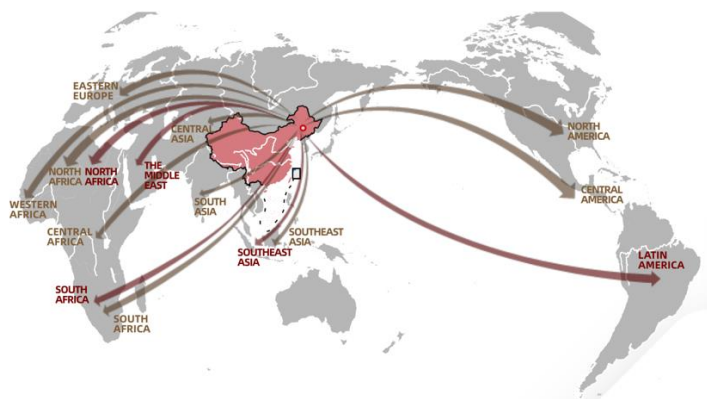 EASTERN
EUROPE
CENTRAL
ASIA
NORTH
AMERICA
NORTH
AFRICA
NORTH
AFRICA
THE
MIDDLE
EAST
WESTERN
AFRICA
SOUTH
ASIA
CENTRAL
AMERICA
CENTRAL
AFRICA
SOUTHEAST
ASIA
SOUTHEAST
ASIA
LATIN
AMERICA
SOUTH
AFRICA
SOUTH
AFRICA